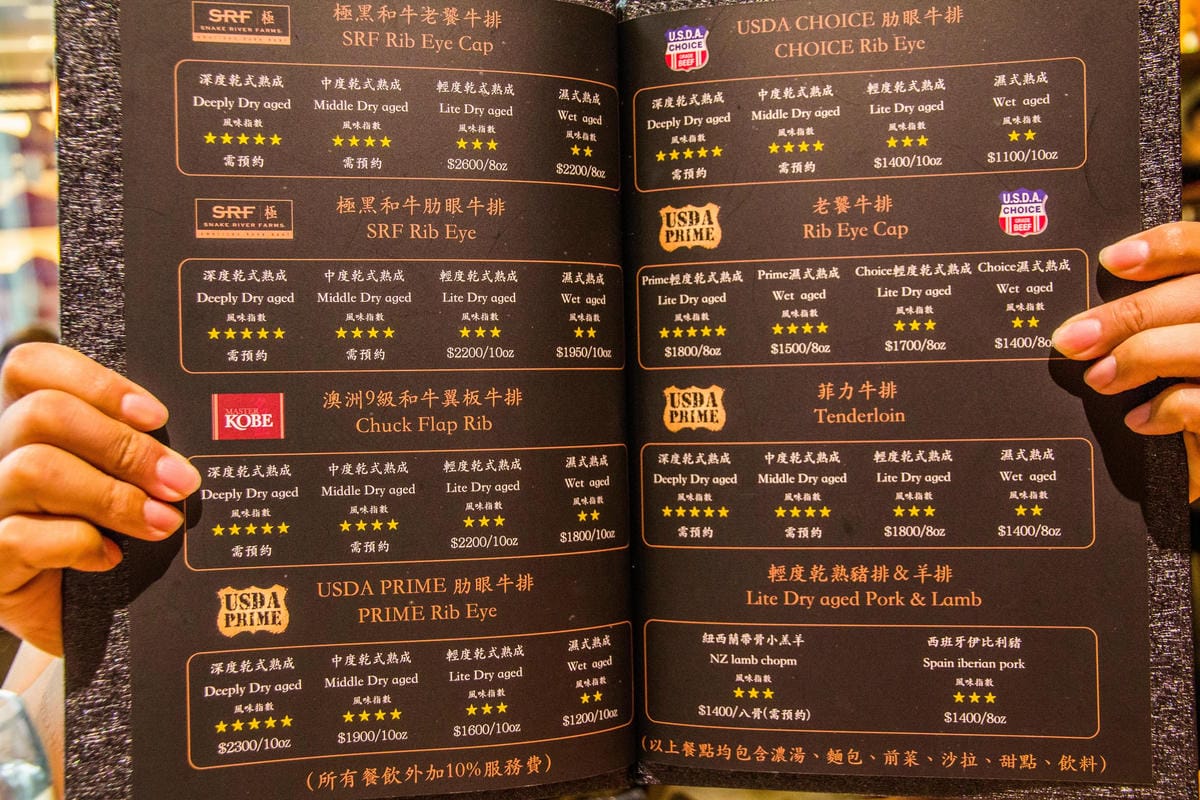 SRF 極
SNAKE RIVER FARMS
極黑和牛老饕牛排
SRF Rib Eye Cap
深度乾式熟成 中度乾式熟成 輕度乾式熟成 濕式熟成
Deeply Dry aged Middle Dry aged Lite Dry aged Wet aged
風味指數 風味指數 風味指數 風味指數
★★★★★ ★★★★ ★★★ ★★
需預約 需預約 $2600/8oz $2200/8oz
SRF 極
SNAKE RIVER FARMS
極黑和牛肋眼牛排
SRF Rib Eye
深度乾式熟成 中度乾式熟成 輕度乾式熟成 濕式熟成
Deeply Dry aged Middle Dry aged Lite Dry aged Wet aged
風味指數 風味指數 風味指數 風味指數
★★★★★ ★★★★ ★★★ ★★
需預約 需預約 $2200/10oz $1950/10oz
MASTER
KOBE
澳洲9級和牛翼板牛排
Chuck Flap Rib
深度乾式熟成 中度乾式熟成 輕度乾式熟成 濕式熟成
Deeply Dry aged Middle Dry aged Lite Dry aged Wet aged
風味指數 風味指數 風味指數 風味指數
★★★★★ ★★★★ ★★★ ★★
需預約 需預約 $2200/10oz $1800/10oz
USDA
PRIME
USDA PRIME 肋眼牛排
PRIME Rib Eye
深度乾式熟成 中度乾式熟成 輕度乾式熟成 濕式熟成
Deeply Dry aged Middle Dry aged Lite Dry aged Wet aged
風味指數 風味指數 風味指數 風味指數
★★★★★ ★★★★ ★★★ ★★
$2300/10oz $1900/10oz $1600/10oz $1200/10oz
(所有餐飲外加10%服務費)
U.S.D.A.
CHOICE
GRADE
BEEF
USDA CHOICE 肋眼牛排
CHOICE Rib Eye
深度乾式熟成 中度乾式熟成 輕度乾式熟成 濕式熟成
Deeply Dry aged Middle Dry aged Lite Dry aged Wet aged
風味指數 風味指數 風味指數 風味指數
★★★★★ ★★★★ ★★★ ★★
需預約 需預約 $1400/10oz $1100/10oz
USDA
PRIME
老饕牛排
Rib Eye Cap
U.S.D.A.
CHOICE
GRADE
BEEF
Prime輕度乾式熟成 Prime濕式熟成 Choice輕度乾式熟成 Choice濕式熟成
Lite Dry aged Wet aged Lite Dry aged Wet aged
風味指數 風味指數 風味指數 風味指數
★★★★★ ★★★★ ★★★ ★★
$1800/8oz $1500/8oz $1700/8oz $1400/8o
USDA
PRIME
菲力牛排
Tenderloin
深度乾式熟成 中度乾式熟成 輕度乾式熟成 濕式熟成
Deeply Dry aged Middle Dry aged Lite Dry aged Wet aged
風味指數 風味指數 風味指數 風味指數
★★★★★ ★★★★ ★★★ ★★
需預約 需預約 $1800/8oz $1400/8oz
輕度乾熟豬排&羊排
Lite Dry aged Pork & Lamb
紐西蘭帶骨小羔羊 西班牙伊比利豬
NZ lamb chopm Spain iberian pork
風味指數 風味指數
★★★ ★★★
$1400/八骨(需預約) $1400/8oz
(以上餐點均包含濃湯、麵包、前菜、沙拉、甜點、飲料)